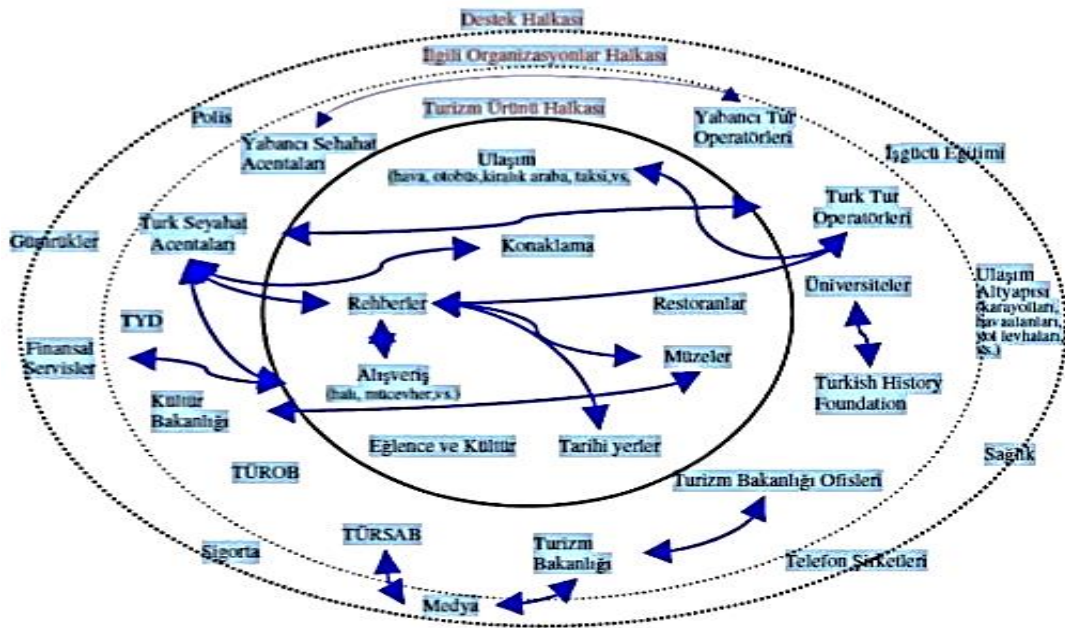 Destek Halkası
İlgili Organizasyonlar Halkası
Turizm Ürünü Halkası
Polis
Yabancı Sehahat
Acentaları
Yabancı Tur
Operatörleri
İşgücü Eğitimi
Ulaşım
(hava, otobüs,kiralık araba, taksi,vs,
Gümrükler
Turk Seyahat
Acentaları
Turk Tur
Operatörleri
Konaklama
Rehberler
Restoranlar
Üniversiteler
Ulaşım
Altyapısı
(karayolları,
havaalanları,
yol levhaları,
vs.)
TYD
Finansal
Servisler
Müzeler
Alışveriş
(halı, mücevher,vs.)
Kültür
Bakanlığı
Turkish History
Foundation
Eğlence ve Kültür
Tarihi yerler
TÜROB
Turizm Bakanlığı Ofisleri
Sağlık
TÜRSAB
Turizm
Bakanlığı
Sigorta
Telefon Şirketleri
Medya